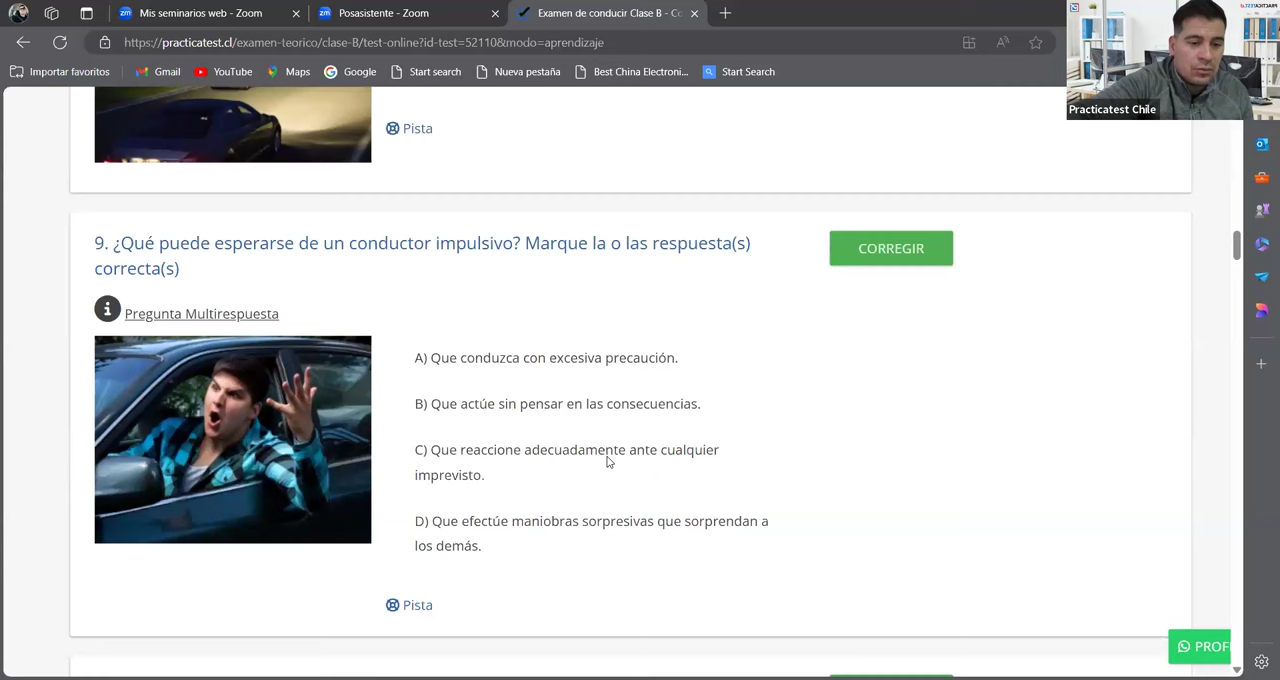 Mis seminarios web - Zoom
Posasistente - Zoom
Examen de conducir Clase B - Co
https://practicatest.cl/examen-teorico/clase-B/test-online?id-test=52110&modo=aprendizaje
Importar favoritos
Gmail
YouTube
Maps
Google
Start search
Nueva pestaña
Best China Electroni...
Start Search
Practicatest Chile
Pista
9. ¿Qué puede esperarse de un conductor impulsivo? Marque la o las respuesta(s)
correcta(s)
CORREGIR
Pregunta Multirespuesta
A) Que conduzca con excesiva precaución.
B) Que actúe sin pensar en las consecuencias.
C) Que reaccione adecuadamente ante cualquier
imprevisto.
D) Que efectúe maniobras sorpresivas que sorprendan a
los demás.
Pista
PROF